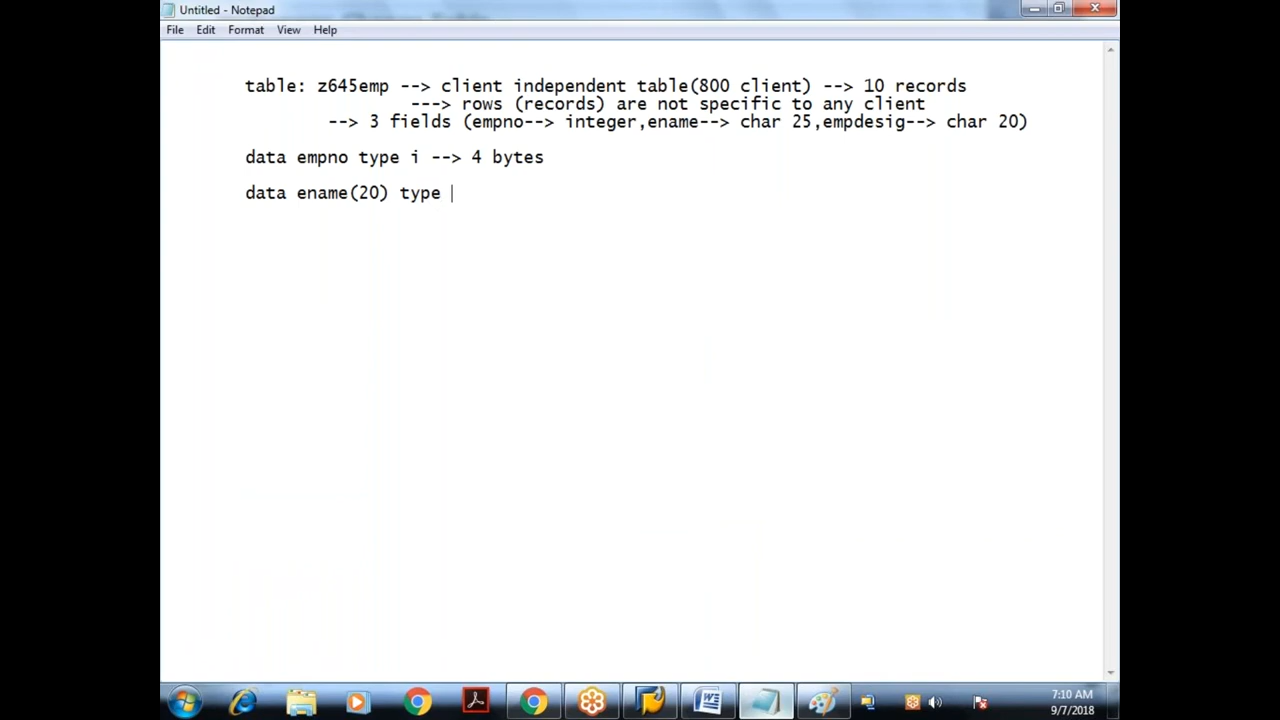 Untitled - Notepad
File Edit Format View Help
table: z645emp --> client independent table(800 client) --> 10 records
---> rows (records) are not specific to any client
--> 3 fields (empno--> integer,ename--> char 25,empdesig--> char 20)
data empno type i --> 4 bytes
data ename(20) type
7:10 AM
9/7/2018